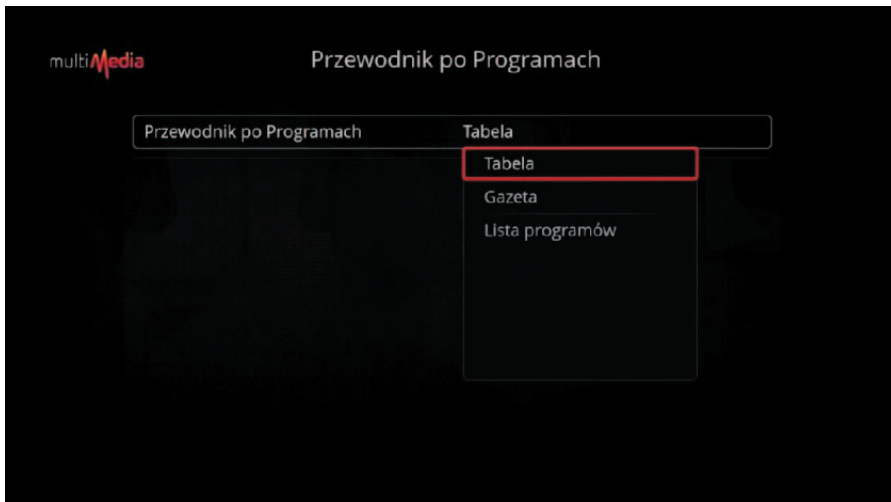 multiMedia
Przewodnik po Programach
Przewodnik po Programach Tabela
Tabela
Gazeta
Lista programów